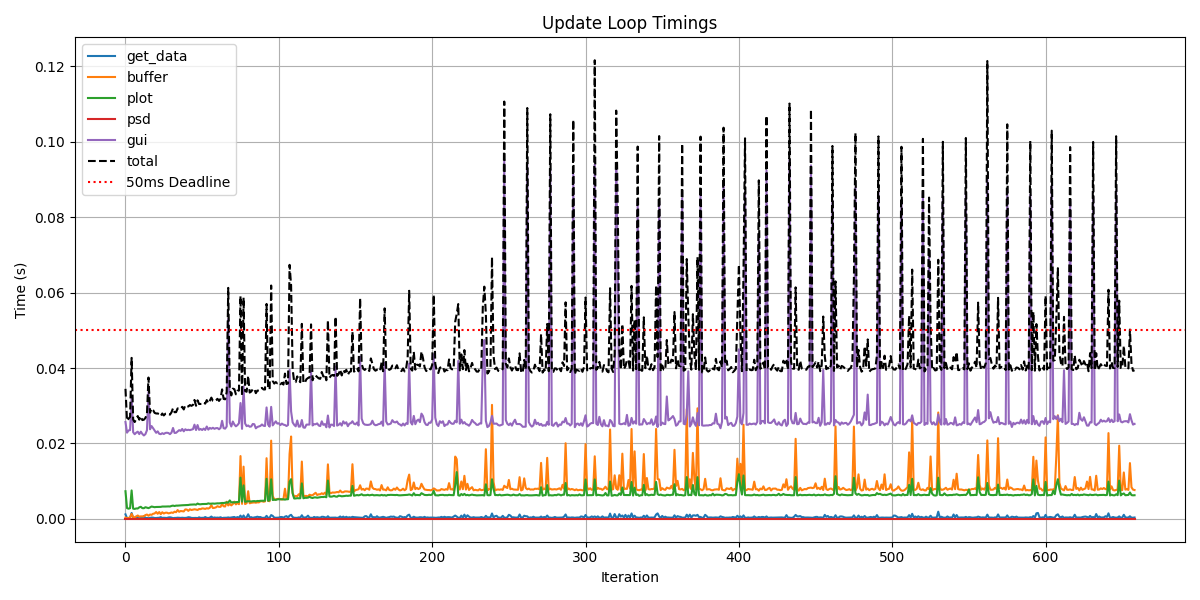 Update Loop Timings
get_data
buffer
plot
psd
gui
total
50ms Deadline
Time (s)
0.12
0.10
0.08
0.06
0.04
0.02
0.00
0 100 200 300 400 500 600
Iteration